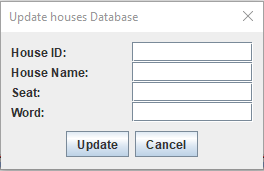 Update houses Database
House ID:
House Name:
Seat:
Word:
Update Cancel